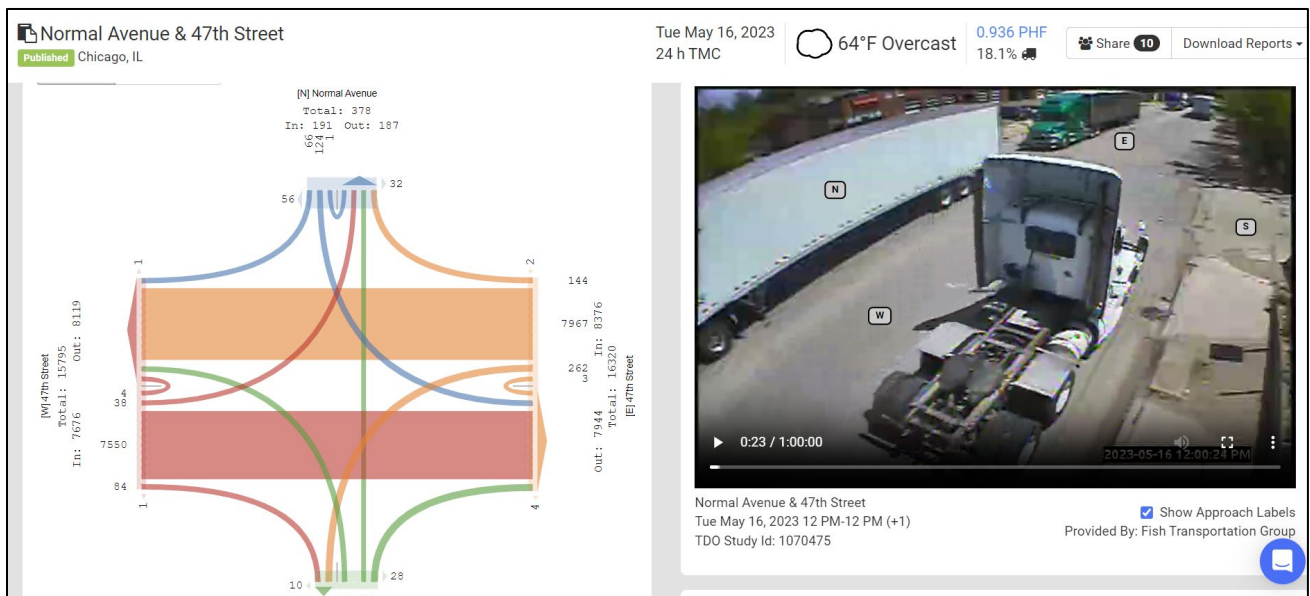 Normal Avenue & 47th Street
Published Chicago, IL
Tue May 16, 2023
24 h TMC
64°F Overcast
0.936 PHF
18.1%
Share 10
Download Reports
[N] Normal Avenue
Total: 378
In: 191 Out: 187
66
124
1
56
32
1
2
144
7967
262
3
In: 8376
Out: 7944
Total: 16320
[E] 47th Street
[W] 47th Street
Total: 15795
Out: 8119
In: 7676
4
38
7550
84
1
4
10
28
N
E
S
W
0:23 / 1:00:00
2023-05-16 12:00:24 PM
Normal Avenue & 47th Street
Tue May 16, 2023 12 PM-12 PM (+1)
TDO Study Id: 1070475
Show Approach Labels
Provided By: Fish Transportation Group